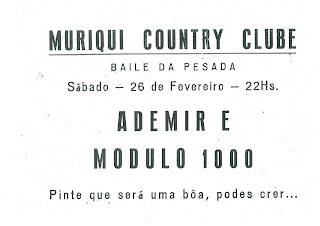 MURIQUI COUNTRY CLUBE
BAILE DA PESADA
Sábado — 26 de Fevereiro — 22Hs.
ADEMIR E
MODULO 1000
Pinte que será uma bôa, podes crer...